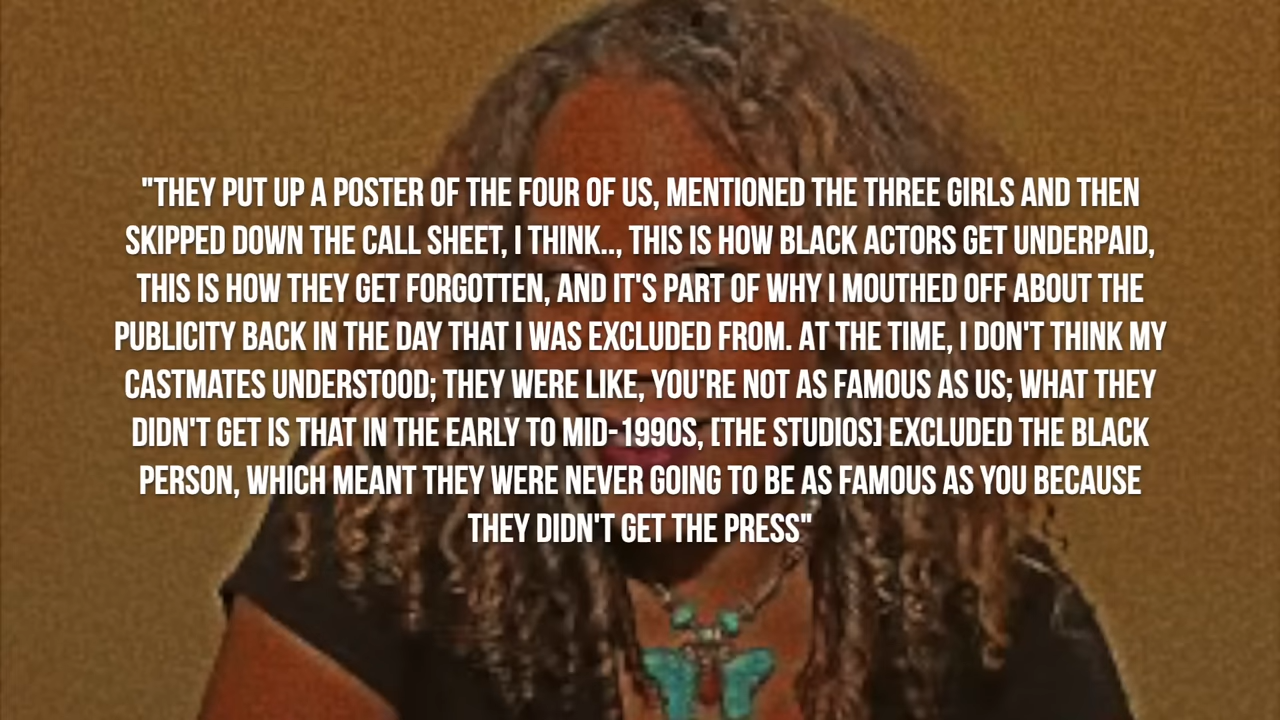 "THEY PUT UP A POSTER OF THE FOUR OF US, MENTIONED THE THREE GIRLS AND THEN
SKIPPED DOWN THE CALL SHEET, I THINK.., THIS IS HOW BLACK ACTORS GET UNDERPAID,
THIS IS HOW THEY GET FORGOTTEN, AND IT'S PART OF WHY I MOUTHED OFF ABOUT THE
PUBLICITY BACK IN THE DAY THAT I WAS EXCLUDED FROM. AT THE TIME, I DON'T THINK MY
CASTMATES UNDERSTOOD; THEY WERE LIKE, YOU'RE NOT AS FAMOUS AS US; WHAT THEY
DIDN'T GET IS THAT IN THE EARLY TO MID-1990S, [THE STUDIOS] EXCLUDED THE BLACK
PERSON, WHICH MEANT THEY WERE NEVER GOING TO BE AS FAMOUS AS YOU BECAUSE
THEY DIDN'T GET THE PRESS"